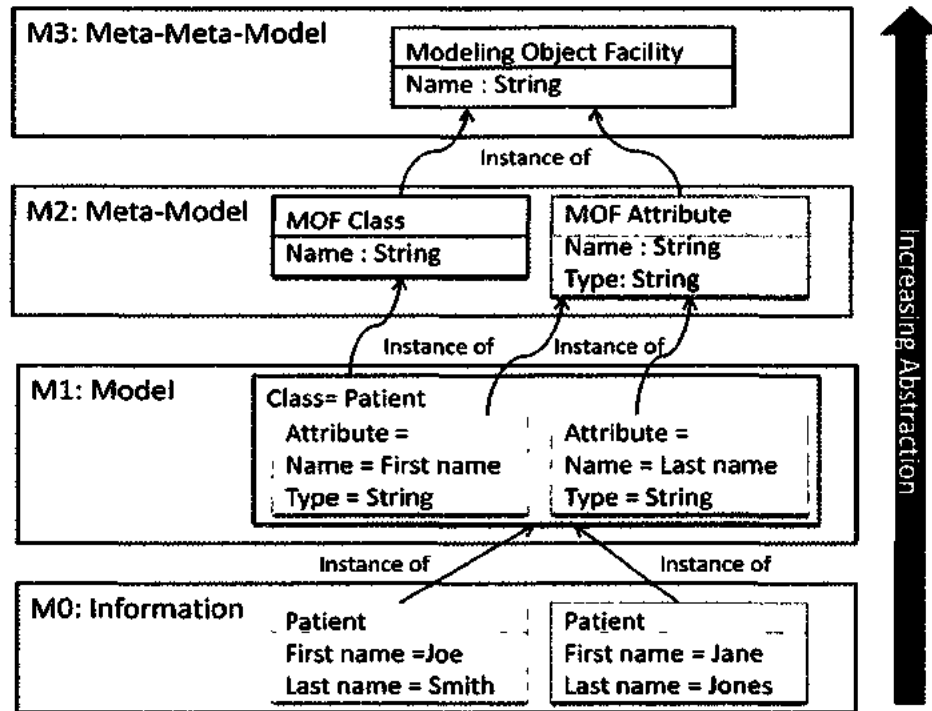 M3: Meta-Meta-Model
Modeling Object Facility
Name : String
Instance of
M2: Meta-Model
MOF Class
Name : String
MOF Attribute
Name : String
Type: String
Instance of
Instance of
M1: Model
Class= Patient
Attribute =
Name = First name
Type = String
Attribute =
Name = Last name
Type = String
Instance of
Instance of
M0: Information
Patient
First name =Joe
Last name = Smith
Patient
First name = Jane
Last name = Jones
Increasing Abstraction